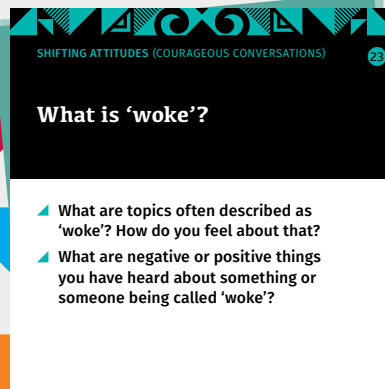 SHIFTING ATTITUDES (COURAGEOUS CONVERSATIONS)
23
What is ‘woke’?
What are topics often described as
‘woke’? How do you feel about that?
What are negative or positive things
you have heard about something or
someone being called ‘woke’?